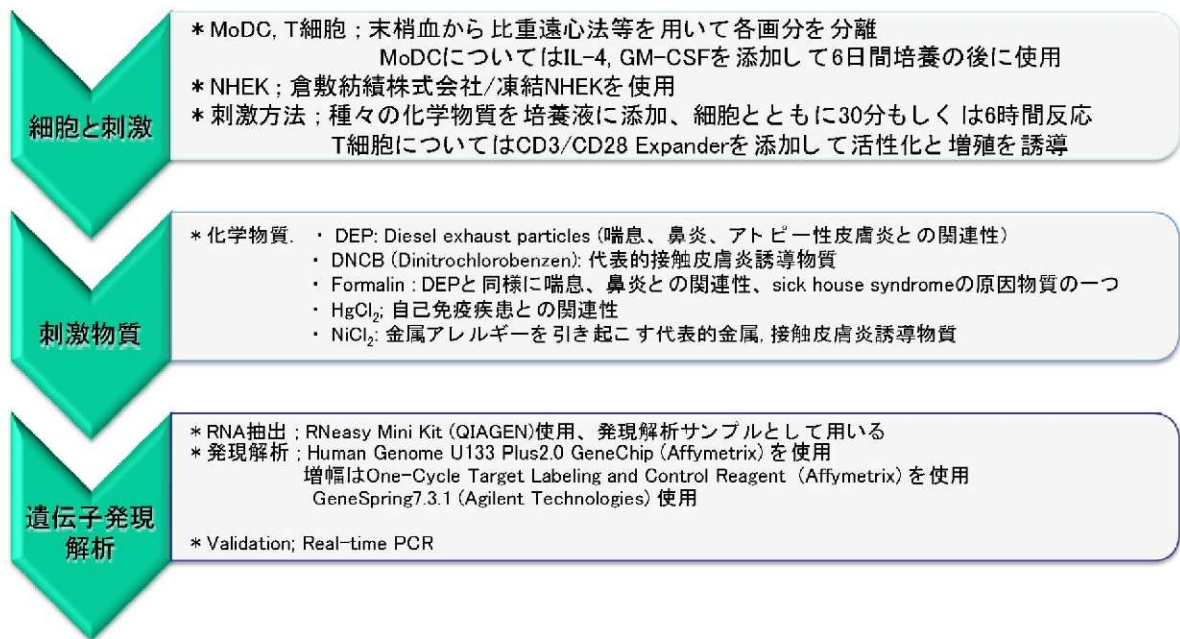 細胞と刺激
* MoDC, T細胞 ; 末梢血から比重遠心法等を用いて各画分を分離
MoDCについてはIL-4, GM-CSFを添加して6日間培養の後に使用
* NHEK ; 倉敷紡績株式会社/凍結NHEKを使用
* 刺激方法 ; 種々の化学物質を培養液に添加、細胞とともに30分もしくは6時間反応
T細胞についてはCD3/CD28 Expanderを添加して活性化と増殖を誘導
刺激物質
* 化学物質. ・ DEP: Diesel exhaust particles (喘息、鼻炎、アトピー性皮膚炎との関連性)
・ DNCB (Dinitrochlorobenzen): 代表的接触皮膚炎誘導物質
・ Formalin : DEPと同様に喘息、鼻炎との関連性、sick house syndromeの原因物質の一つ
・ HgCl₂; 自己免疫疾患との関連性
・ NiCl₂: 金属アレルギーを引き起こす代表的金属, 接触皮膚炎誘導物質
遺伝子発現
解析
* RNA抽出 ; RNeasy Mini Kit (QIAGEN)使用、発現解析サンプルとして用いる
* 発現解析 ; Human Genome U133 Plus2.0 GeneChip (Affymetrix) を使用
増幅はOne-Cycle Target Labeling and Control Reagent (Affymetrix) を使用
GeneSpring7.3.1 (Agilent Technologies) 使用
* Validation; Real-time PCR